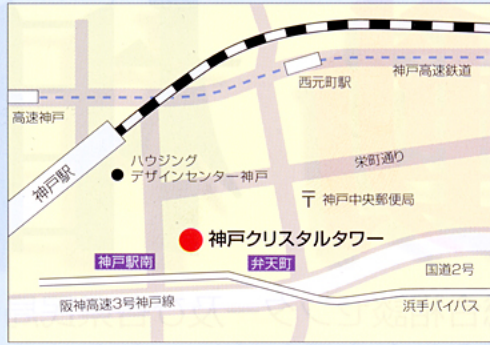 西元町駅
神戸高速鉄道
高速神戸
神戸駅
ハウジング
デザインセンター神戸
栄町通り
〒 神戸中央郵便局
神戸クリスタルタワー
神戸駅南
弁天町
国道2号
阪神高速3号神戸線
浜手バイパス